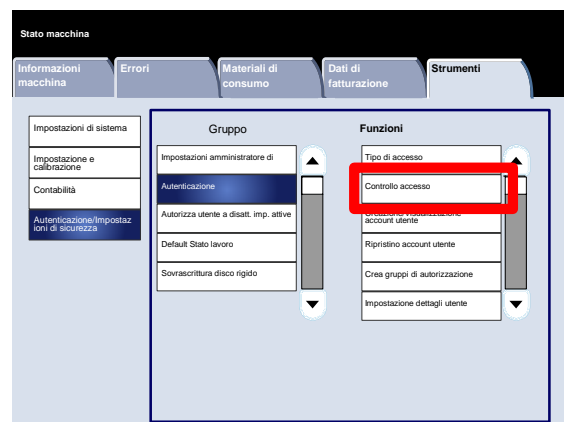 Stato macchina
Informazioni
macchina
Errori
Materiali di
consumo
Dati di
fatturazione
Strumenti
Impostazioni di sistema
Impostazione e
calibrazione
Contabilità
Autenticazione/Impostaz
ioni di sicurezza
Gruppo
Impostazioni amministratore di
Autenticazione
Autorizza utente a disatt. imp. attive
Default Stato lavoro
Sovrascrittura disco rigido
Funzioni
Tipo di accesso
Controllo accesso
Creazione visualizzazione
account utente
Ripristino account utente
Crea gruppi di autorizzazione
Impostazione dettagli utente